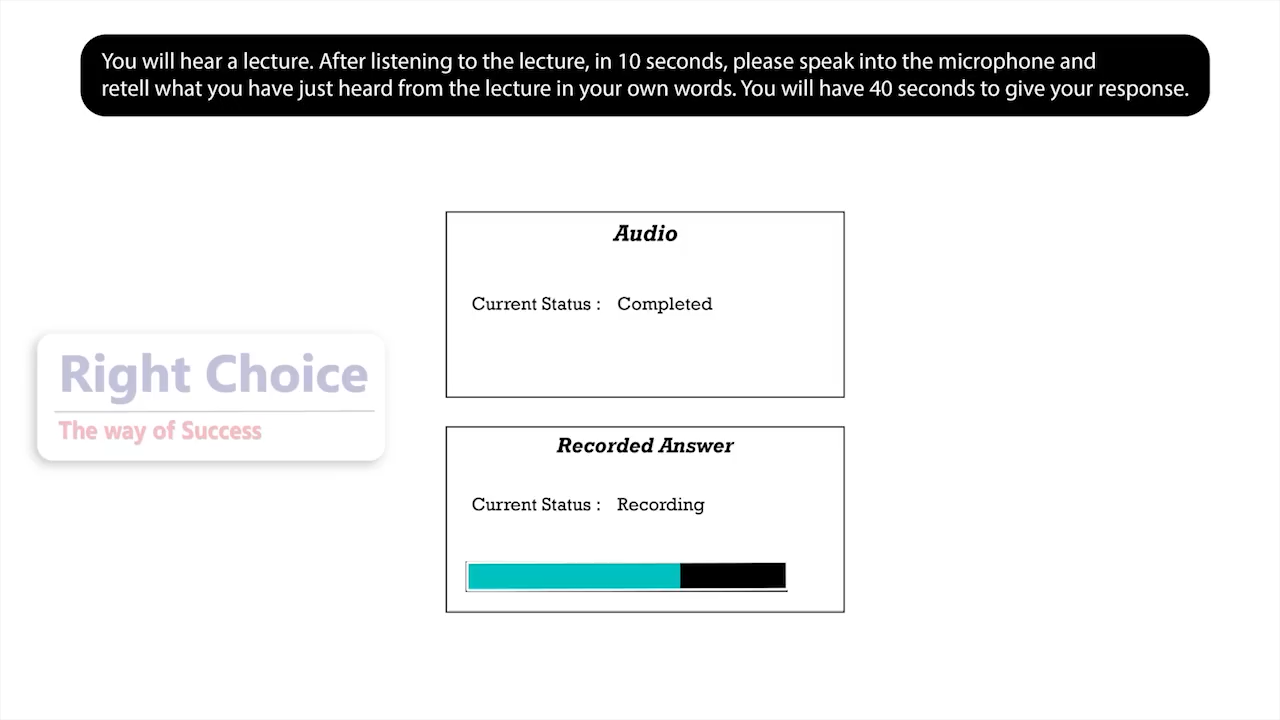 You will hear a lecture. After listening to the lecture, in 10 seconds, please speak into the microphone and
retell what you have just heard from the lecture in your own words. You will have 40 seconds to give your response.
Audio
Current Status : Completed
Right Choice
The way of Success
Recorded Answer
Current Status : Recording